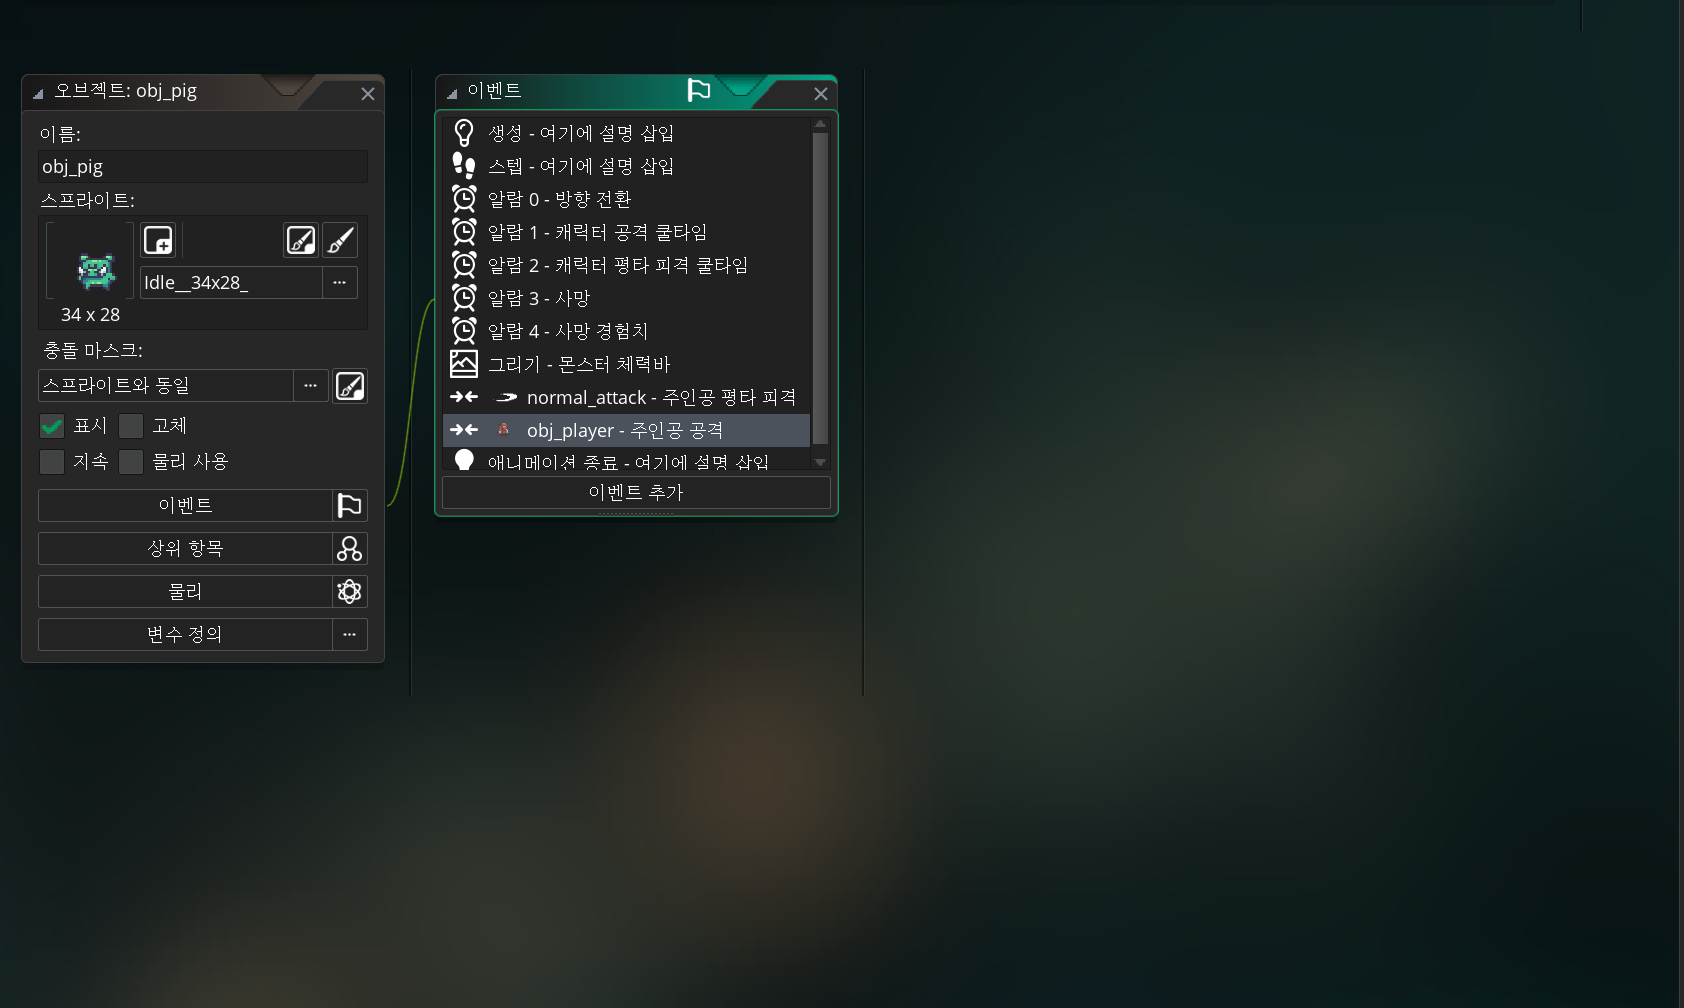 오브젝트: obj_pig
이름:
obj_pig
스프라이트:
Idle__34x28_
...
34 x 28
충돌 마스크:
스프라이트와 동일
...
표시
고체
지속
물리 사용
이벤트
상위 항목
물리
변수 정의
...
이벤트
생성 - 여기에 설명 삽입
스텝 - 여기에 설명 삽입
알람 0 - 방향 전환
알람 1 - 캐릭터 공격 쿨타임
알람 2 - 캐릭터 평타 피격 쿨타임
알람 3 - 사망
알람 4 - 사망 경험치
그리기 - 몬스터 체력바
normal_attack - 주인공 평타 피격
obj_player - 주인공 공격
애니메이션 종료 - 여기에 설명 삽입
이벤트 추가